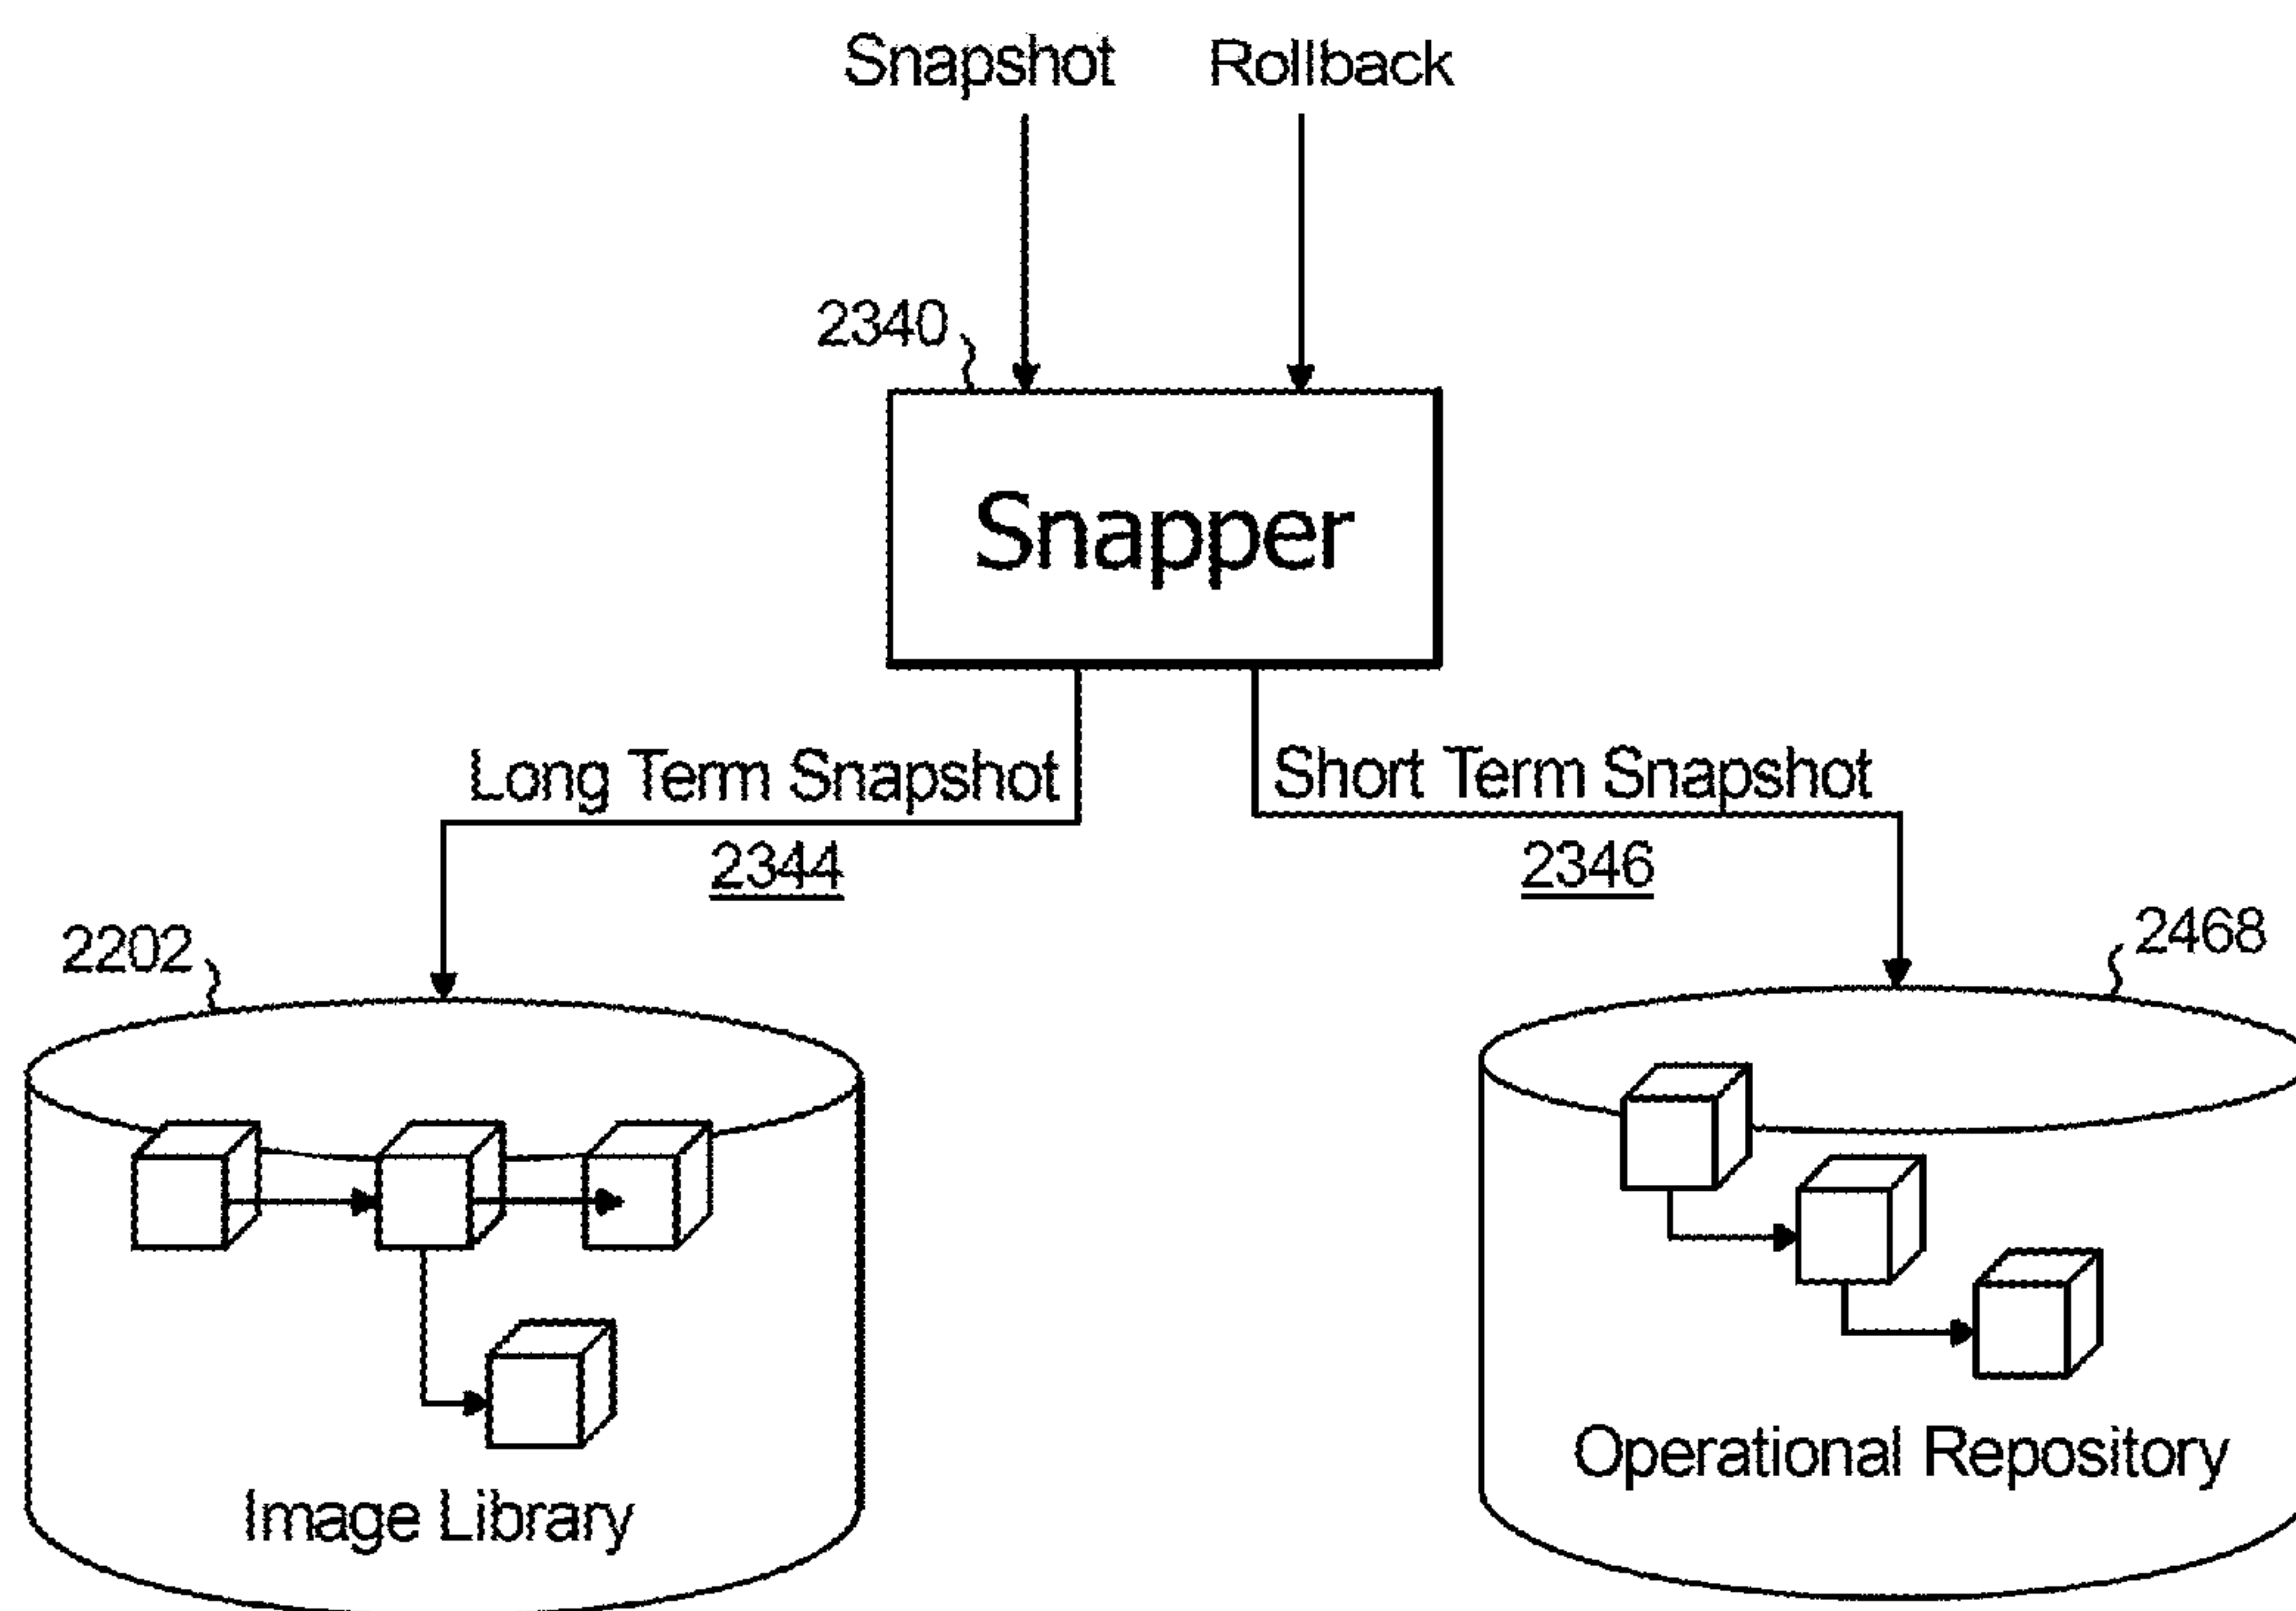 Snapshot Rollback
2340
Snapper
Long Term Snapshot
Short Term Snapshot
2344
2346
2202
2468
Operational Repository
Image Library